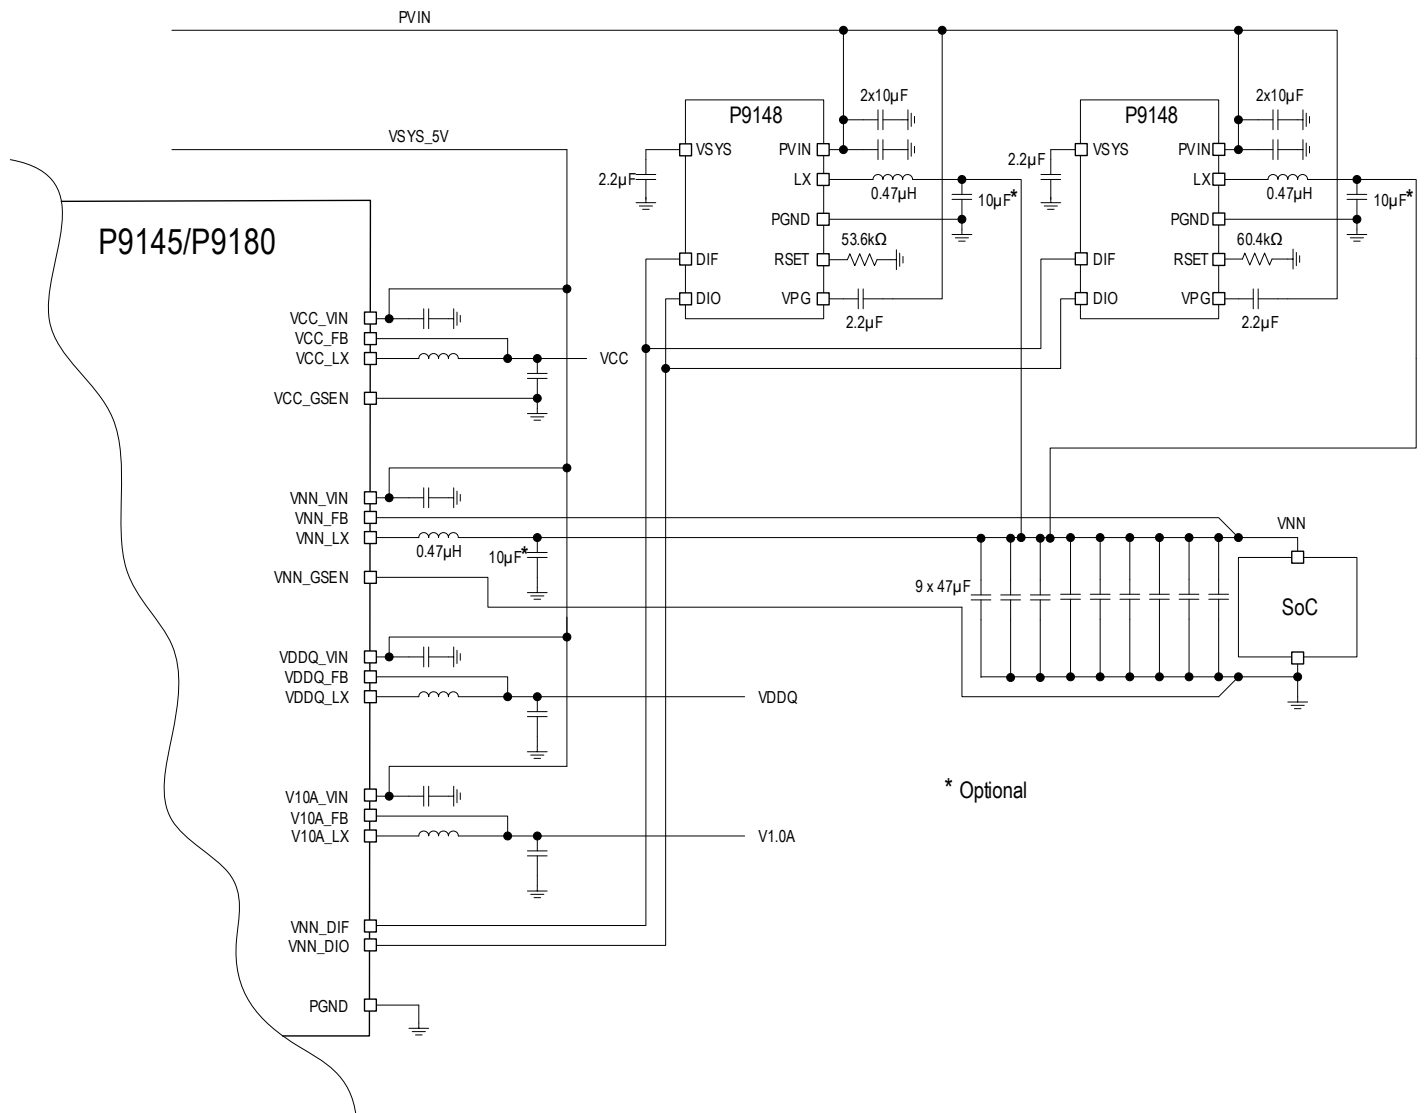 PVIN
VSYS_5V
P9145/P9180
VCC_VIN
VCC_FB
VCC_LX
VCC_GSEN
VCC
VNN_VIN
VNN_FB
VNN_LX
VNN_GSEN
0.47µH
10µF*
VDDQ_VIN
VDDQ_FB
VDDQ_LX
VDDQ
V10A_VIN
V10A_FB
V10A_LX
V1.0A
VNN_DIF
VNN_DIO
PGND
P9148
VSYS
DIF
DIO
PVIN
LX
PGND
RSET
VPG
2.2µF
2x10µF
0.47µH
10µF*
53.6kΩ
2.2µF
P9148
VSYS
DIF
DIO
PVIN
LX
PGND
RSET
VPG
2.2µF
2x10µF
0.47µH
10µF*
60.4kΩ
2.2µF
9 x 47µF
VNN
SoC
* Optional